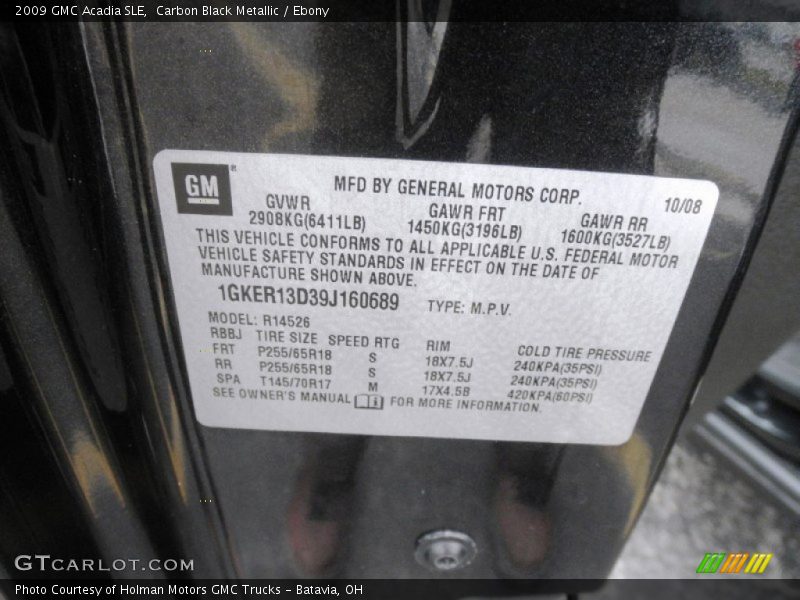 2009 GMC Acadia SLE,  Carbon Black Metallic / Ebony
GM®
MFD BY GENERAL MOTORS CORP. 10/08
GVWR GAWR FRT GAWR RR
2908KG(6411LB) 1450KG(3196LB) 1600KG(3527LB)
THIS VEHICLE CONFORMS TO ALL APPLICABLE U.S. FEDERAL MOTOR
VEHICLE SAFETY STANDARDS IN EFFECT ON THE DATE OF
MANUFACTURE SHOWN ABOVE.
1GKER13D39J160689 TYPE: M.P.V.
MODEL: R14526
RBBJ TIRE SIZE SPEED RTG RIM COLD TIRE PRESSURE
FRT P255/65R18 S 18X7.5J 240KPA(35PSI)
RR P255/65R18 S 18X7.5J 240KPA(35PSI)
SPA T145/70R17 M 17X4.5B 420KPA(60PSI)
SEE OWNER'S MANUAL FOR MORE INFORMATION.
GTCARLOT.COM
Photo Courtesy of Holman Motors GMC Trucks - Batavia, OH